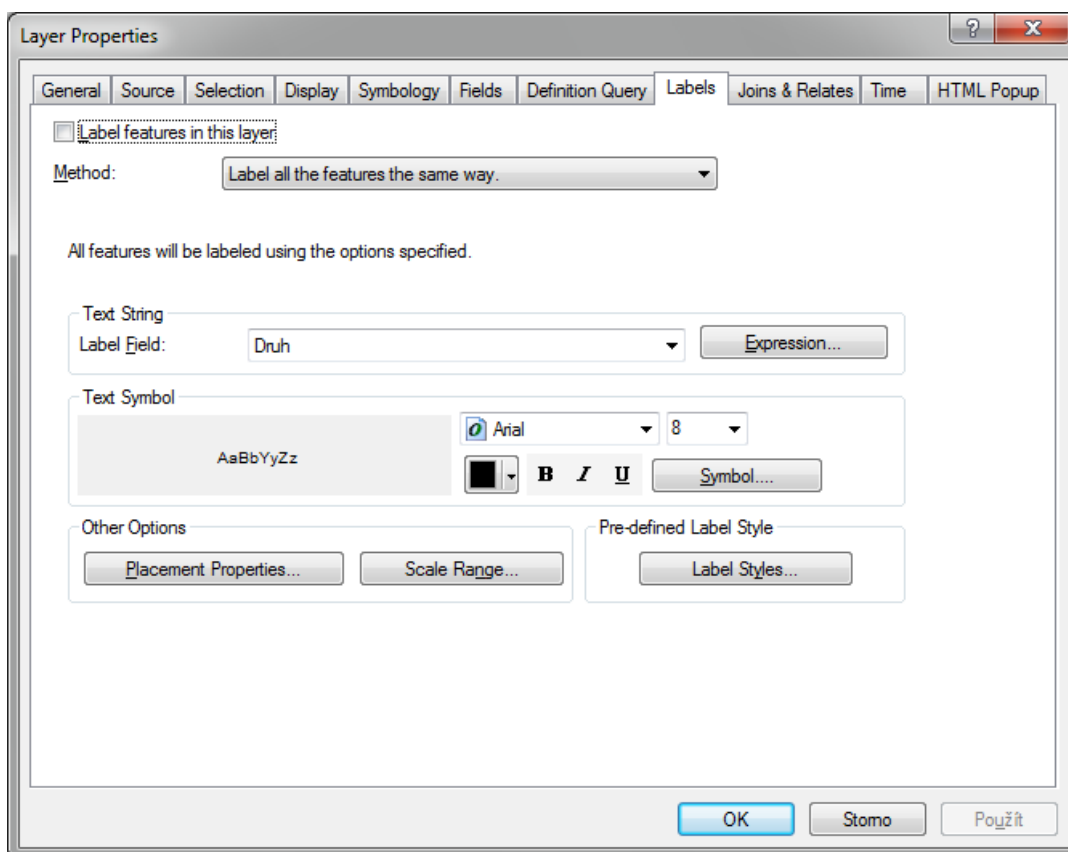 Layer Properties
General Source Selection Display Symbology Fields Definition Query Labels Joins & Relates Time HTML Popup
Label features in this layer
Method: Label all the features the same way.
All features will be labeled using the options specified.
Text String
Label Field: Druh Expression...
Text Symbol
AaBbYyZz
Arial 8
B I U Symbol....
Other Options Pre-defined Label Style
Placement Properties... Scale Range... Label Styles...
OK Storno Použít